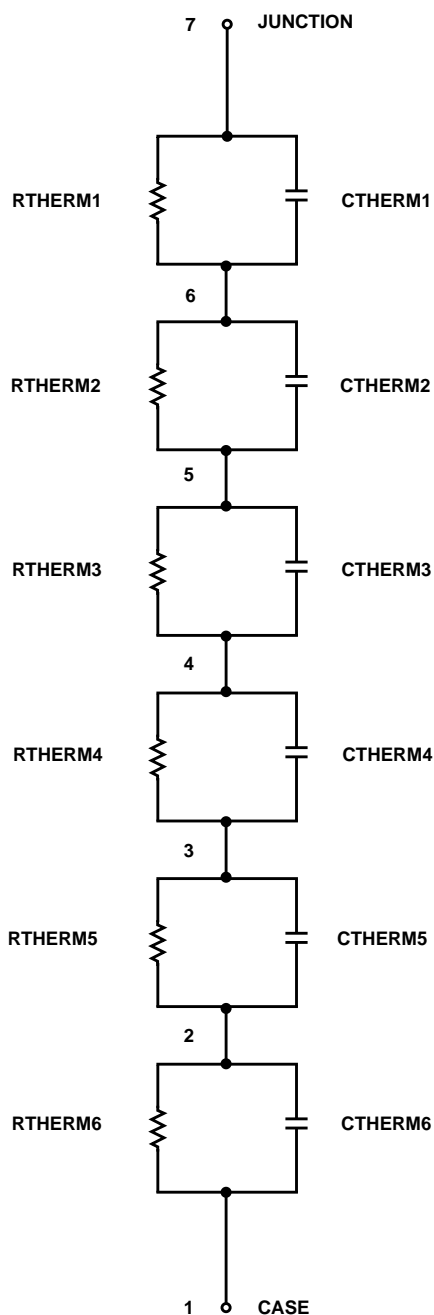 7 JUNCTION
RTHERM1 CTHERM1
6
RTHERM2 CTHERM2
5
RTHERM3 CTHERM3
4
RTHERM4 CTHERM4
3
RTHERM5 CTHERM5
2
RTHERM6 CTHERM6
1 CASE